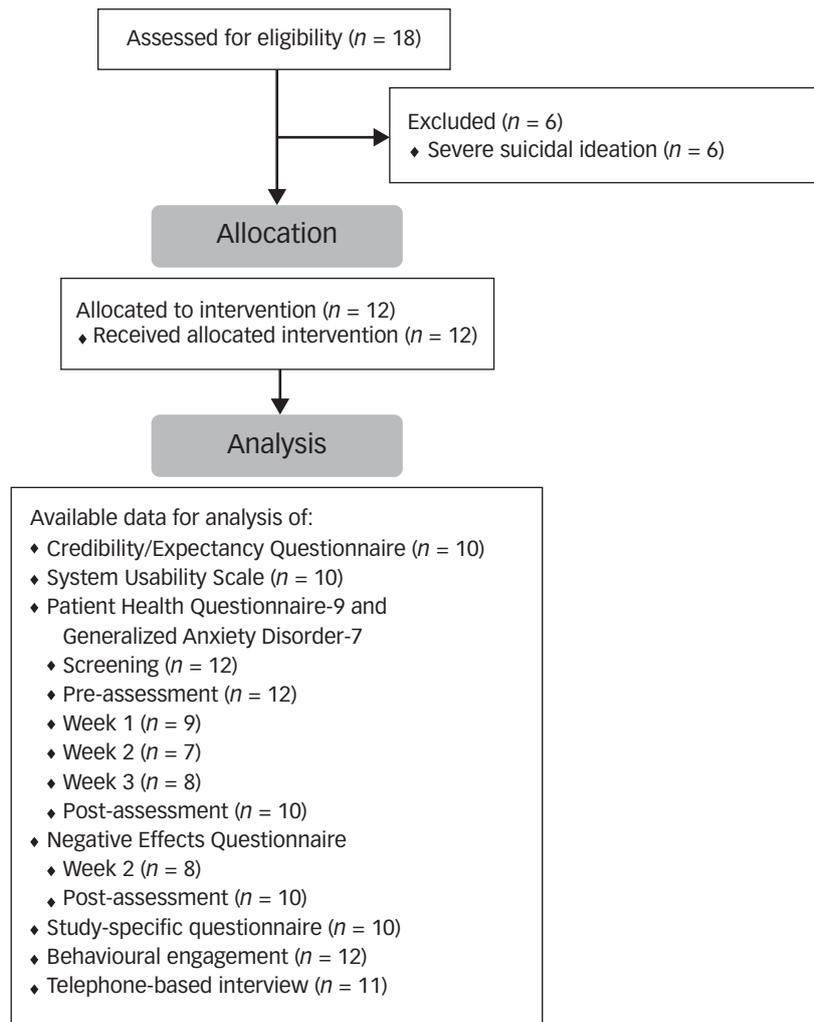 Assessed for eligibility (n = 18)
Excluded (n = 6)
♦ Severe suicidal ideation (n = 6)
Allocation
Allocated to intervention (n = 12)
♦ Received allocated intervention (n = 12)
Analysis
Available data for analysis of:
♦ Credibility/Expectancy Questionnaire (n = 10)
♦ System Usability Scale (n = 10)
♦ Patient Health Questionnaire-9 and
Generalized Anxiety Disorder-7
♦ Screening (n = 12)
♦ Pre-assessment (n = 12)
♦ Week 1 (n = 9)
♦ Week 2 (n = 7)
♦ Week 3 (n = 8)
♦ Post-assessment (n = 10)
♦ Negative Effects Questionnaire
♦ Week 2 (n = 8)
♦ Post-assessment (n = 10)
♦ Study-specific questionnaire (n = 10)
♦ Behavioural engagement (n = 12)
♦ Telephone-based interview (n = 11)